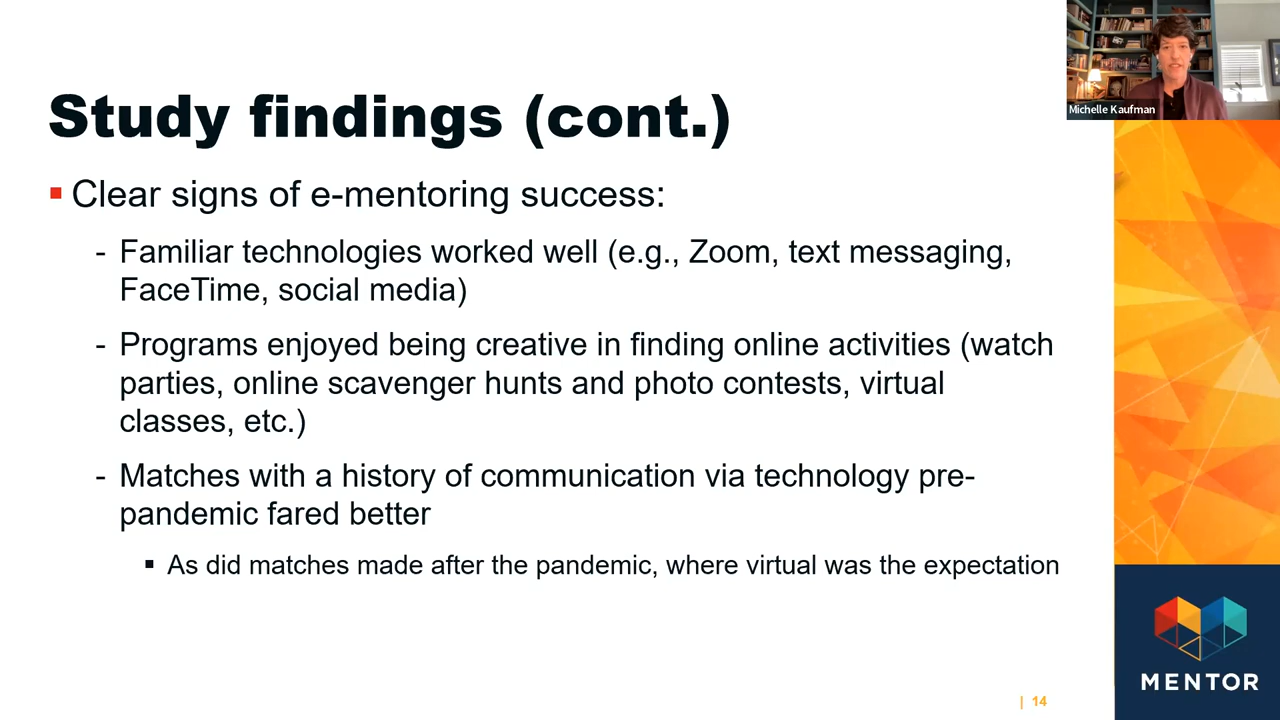 Michelle Kaufman
Study findings (cont.)
Clear signs of e-mentoring success:
- Familiar technologies worked well (e.g., Zoom, text messaging,
FaceTime, social media)
- Programs enjoyed being creative in finding online activities (watch
parties, online scavenger hunts and photo contests, virtual
classes, etc.)
- Matches with a history of communication via technology pre-
pandemic fared better
As did matches made after the pandemic, where virtual was the expectation
| 14
MENTOR